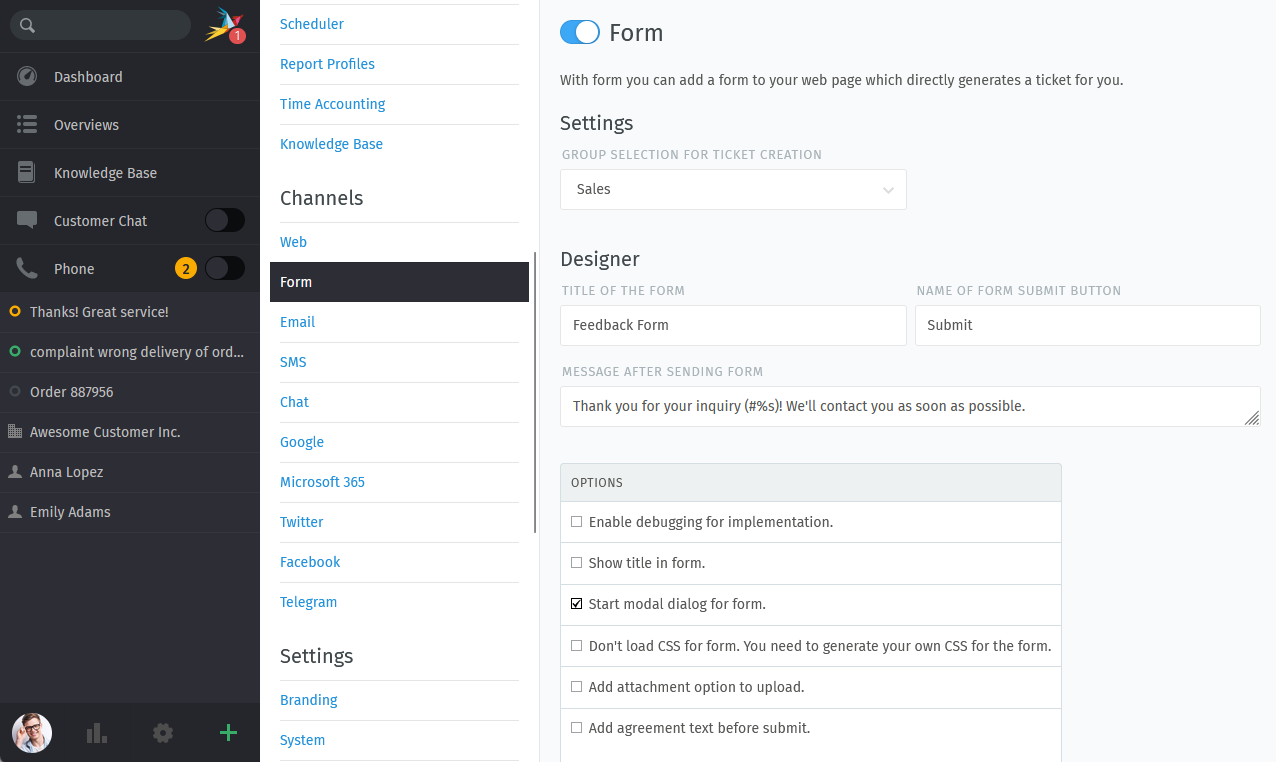 1
Dashboard
Overviews
Knowledge Base
Customer Chat
Phone 2
Thanks! Great service!
complaint wrong delivery of ord...
Order 887956
Awesome Customer Inc.
Anna Lopez
Emily Adams
Scheduler
Report Profiles
Time Accounting
Knowledge Base
Channels
Web
Form
Email
SMS
Chat
Google
Microsoft 365
Twitter
Facebook
Telegram
Settings
Branding
System
Form
With form you can add a form to your web page which directly generates a ticket for you.
Settings
GROUP SELECTION FOR TICKET CREATION
Sales
Designer
TITLE OF THE FORM NAME OF FORM SUBMIT BUTTON
Feedback Form Submit
MESSAGE AFTER SENDING FORM
Thank you for your inquiry (#%s)! We'll contact you as soon as possible.
OPTIONS
Enable debugging for implementation.
Show title in form.
Start modal dialog for form.
Don't load CSS for form. You need to generate your own CSS for the form.
Add attachment option to upload.
Add agreement text before submit.